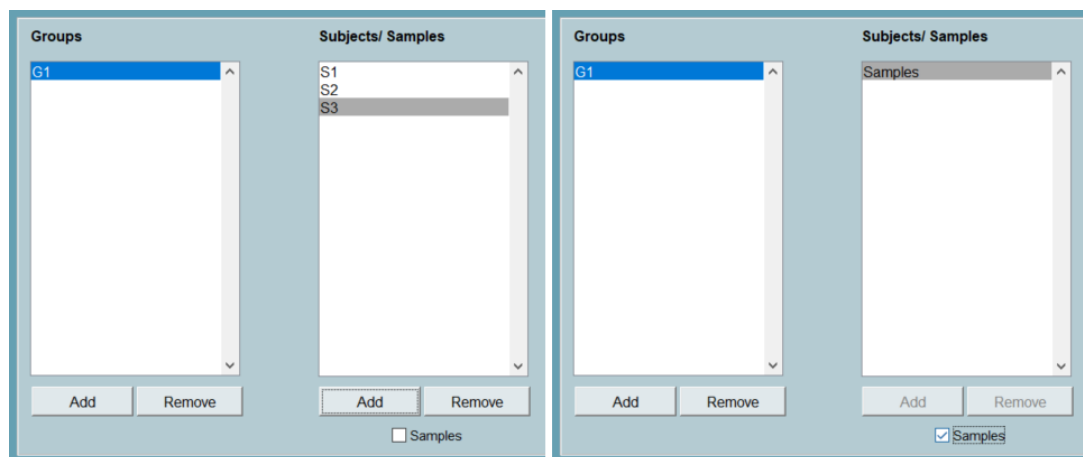 Groups
Subjects/ Samples
G1
S1
S2
S3
Add
Remove
Add
Remove
Samples
Groups
Subjects/ Samples
G1
Samples
Add
Remove
Add
Remove
Samples